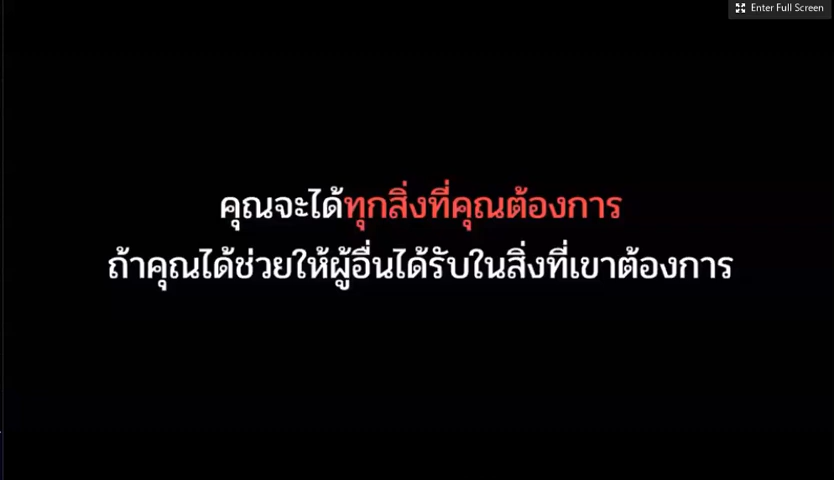 Enter Full Screen
คุณจะได้ทุกสิ่งที่คุณต้องการ
ถ้าคุณได้ช่วยให้ผู้อื่นได้รับในสิ่งที่เขาต้องการ